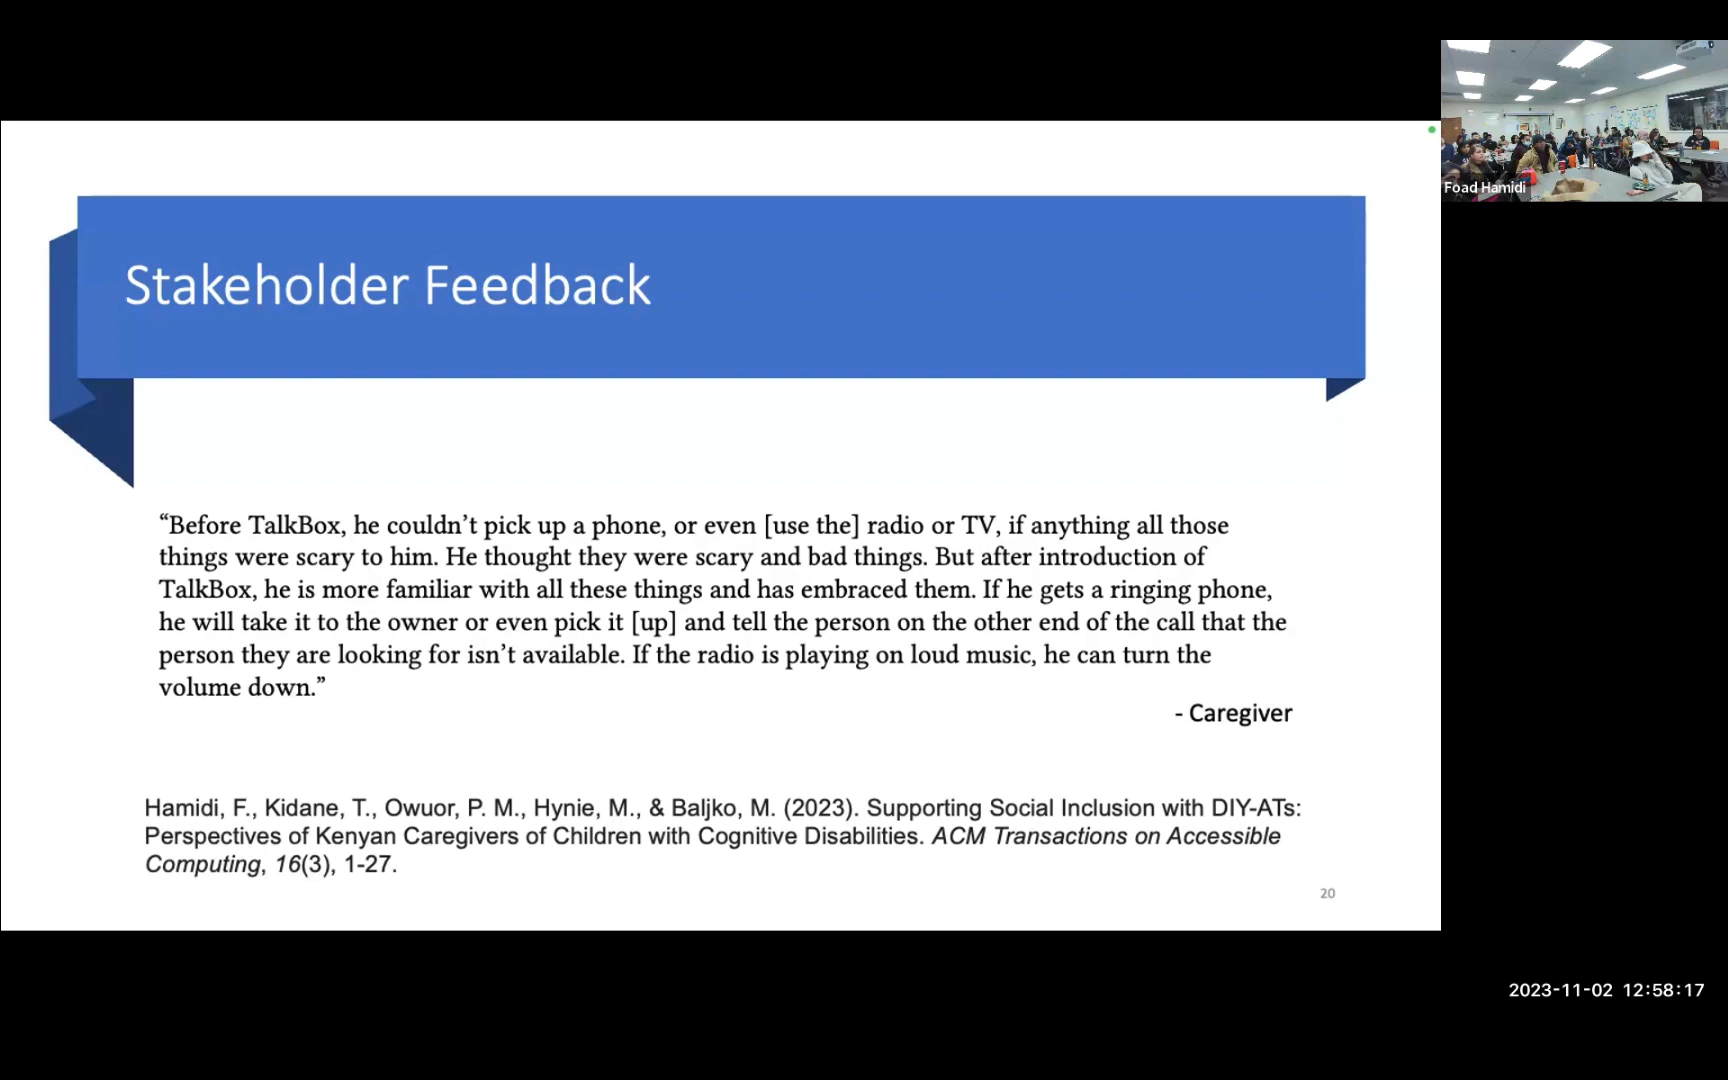 Foad Hamidi
Stakeholder Feedback
“Before TalkBox, he couldn’t pick up a phone, or even [use the] radio or TV, if anything all those
things were scary to him. He thought they were scary and bad things. But after introduction of
TalkBox, he is more familiar with all these things and has embraced them. If he gets a ringing phone,
he will take it to the owner or even pick it [up] and tell the person on the other end of the call that the
person they are looking for isn’t available. If the radio is playing on loud music, he can turn the
volume down.”
- Caregiver
Hamidi, F., Kidane, T., Owuor, P. M., Hynie, M., & Baljko, M. (2023). Supporting Social Inclusion with DIY-ATs:
Perspectives of Kenyan Caregivers of Children with Cognitive Disabilities. ACM Transactions on Accessible
Computing, 16(3), 1-27.
20
2023-11-02 12:58:17